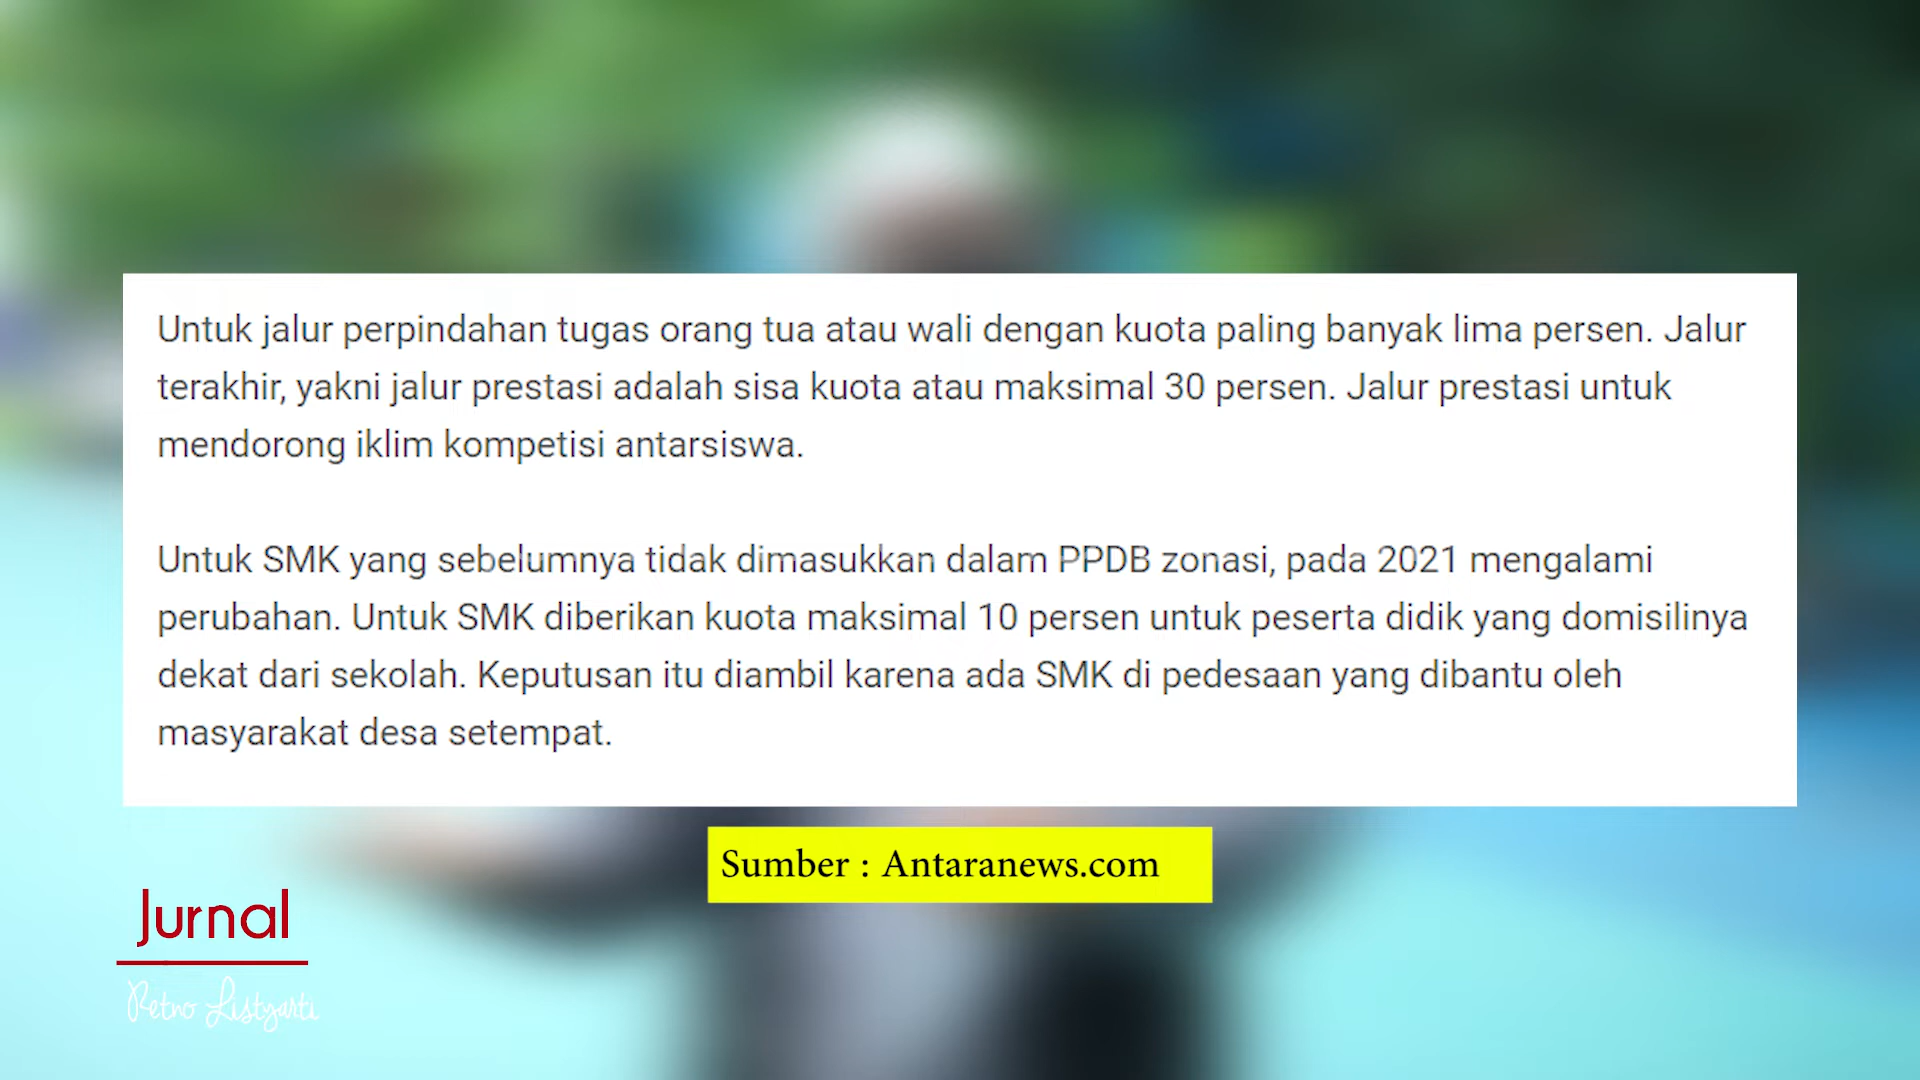 Untuk jalur perpindahan tugas orang tua atau wali dengan kuota paling banyak lima persen. Jalur
terakhir, yakni jalur prestasi adalah sisa kuota atau maksimal 30 persen. Jalur prestasi untuk
mendorong iklim kompetisi antarsiswa.
Untuk SMK yang sebelumnya tidak dimasukkan dalam PPDB zonasi, pada 2021 mengalami
perubahan. Untuk SMK diberikan kuota maksimal 10 persen untuk peserta didik yang domisilinya
dekat dari sekolah. Keputusan itu diambil karena ada SMK di pedesaan yang dibantu oleh
masyarakat desa setempat.
Sumber : Antaranews.com
Jurnal
Retno Listyarti